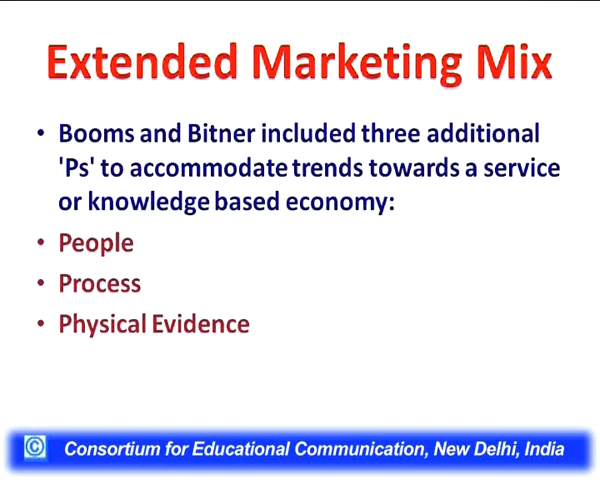 Extended Marketing Mix
• Booms and Bitner included three additional
'Ps' to accommodate trends towards a service
or knowledge based economy:
• People
• Process
• Physical Evidence
© Consortium for Educational Communication, New Delhi, India